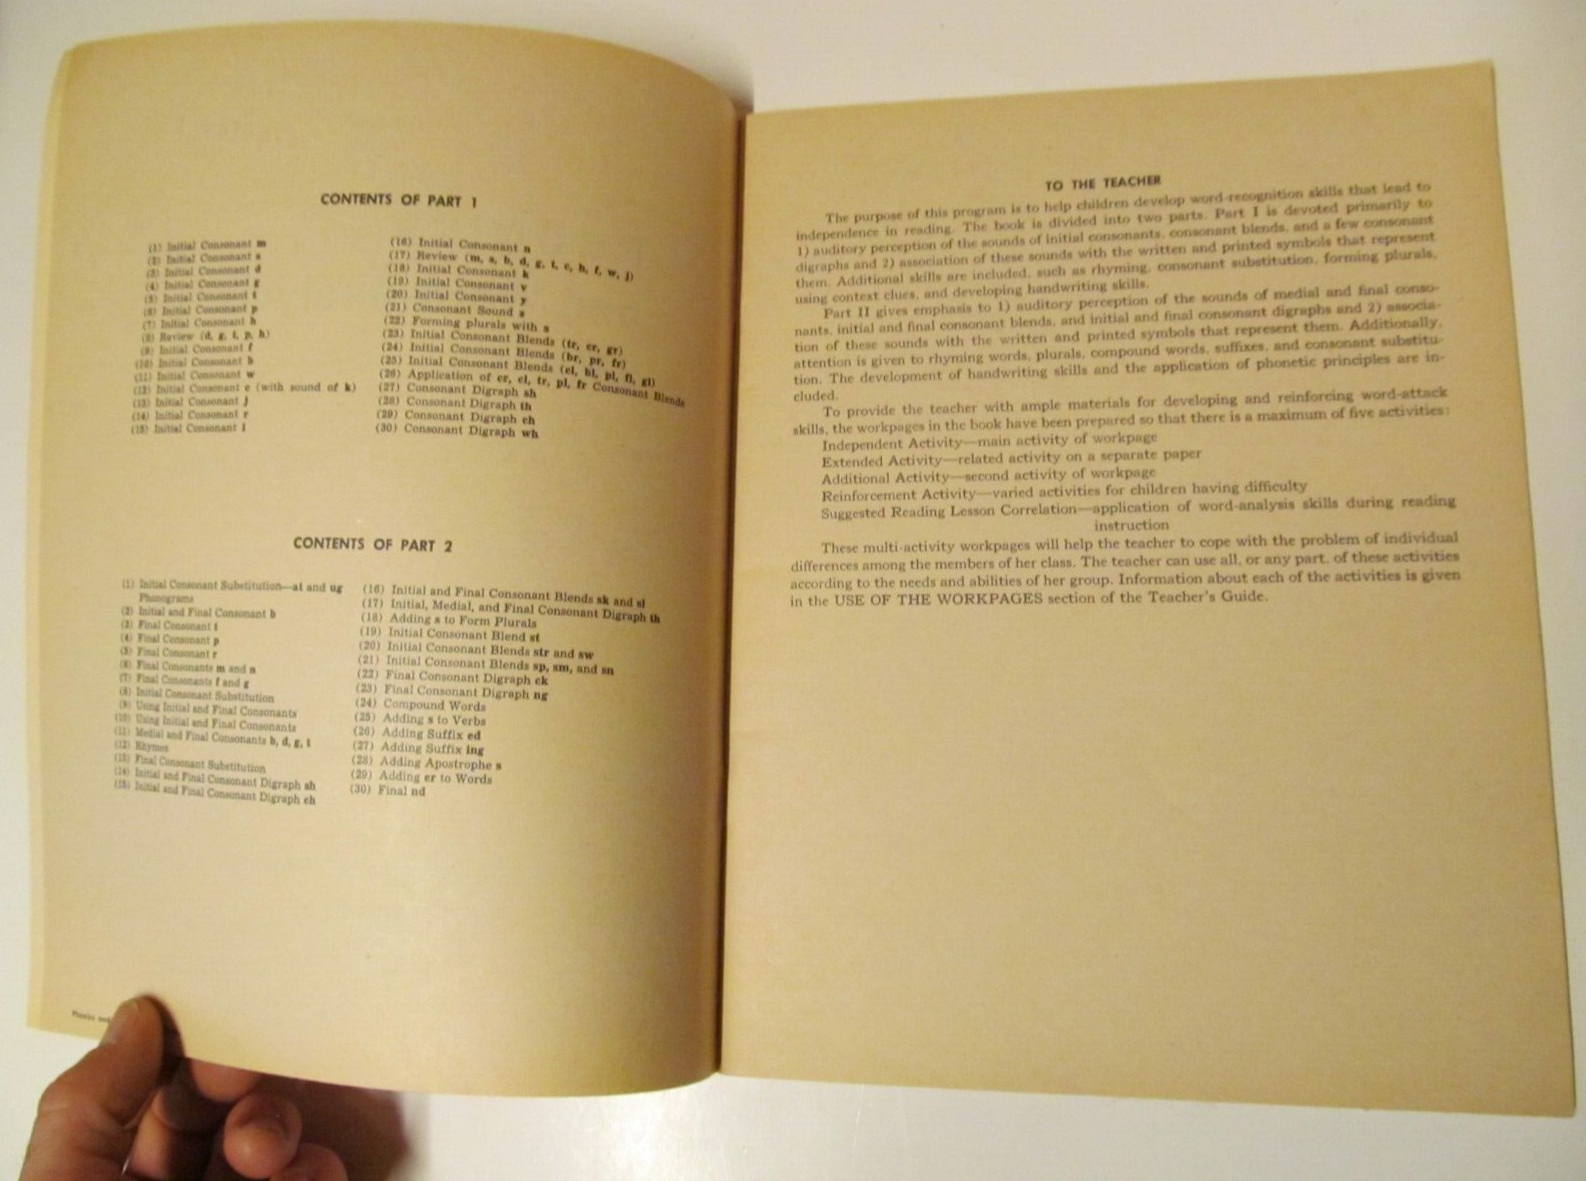 CONTENTS OF PART 1
(1) Initial Consonant m
(2) Initial Consonant s
(3) Initial Consonant d
(4) Initial Consonant g
(5) Initial Consonant t
(6) Initial Consonant p
(7) Initial Consonant h
(8) Review (d, g, t, p, h)
(9) Initial Consonant f
(10) Initial Consonant b
(11) Initial Consonant w
(12) Initial Consonant c (with sound of k)
(13) Initial Consonant j
(14) Initial Consonant r
(15) Initial Consonant l
(16) Initial Consonant n
(17) Review (m, s, b, d, g, t, c, h, f, w, j)
(18) Initial Consonant k
(19) Initial Consonant v
(20) Initial Consonant y
(21) Consonant Sound z
(22) Forming plurals with s
(23) Initial Consonant Blends (tr, cr, gr)
(24) Initial Consonant Blends (br, pr, fr)
(25) Initial Consonant Blends (cl, bl, pl, fl, gl)
(26) Application of cr, cl, tr, pl, fr Consonant Blends
(27) Consonant Digraph sh
(28) Consonant Digraph th
(29) Consonant Digraph ch
(30) Consonant Digraph wh
CONTENTS OF PART 2
(1) Initial Consonant Substitution—at and ug
Phonograms
(2) Initial and Final Consonant b
(3) Final Consonant
(4) Final Consonant p
(5) Final Consonant r
(6) Final Consonants m and n
(7) Final Consonants f and g
(8) Initial Consonant Substitution
(9) Using Initial and Final Consonants
(10) Using Initial and Final Consonants
(11) Medial and Final Consonants b, d, g, t
(12) Rhymes
(13) Final Consonant Substitution
(14) Initial and Final Consonant Digraph sh
(15) Initial and Final Consonant Digraph ch
(16) Initial and Final Consonant Blends sk and sl
(17) Initial, Medial, and Final Consonant Digraph th
(18) Adding s to Form Plurals
(19) Initial Consonant Blend st
(20) Initial Consonant Blends str and sw
(21) Initial Consonant Blends sp, sm, and sn
(22) Final Consonant Digraph ck
(23) Final Consonant Digraph ng
(24) Compound Words
(25) Adding s to Verbs
(26) Adding Suffix ed
(27) Adding Suffix ing
(28) Adding Apostrophe s
(29) Adding er to Words
(30) Final nd
TO THE TEACHER
The purpose of this program is to help children develop word-recognition skills that lead to
independence in reading. The book is divided into two parts. Part I is devoted primarily to
1) auditory perception of the sounds of initial consonants, consonant blends, and a few consonant
digraphs and 2) association of these sounds with the written and printed symbols that represent
them. Additional skills are included, such as rhyming, consonant substitution, forming plurals,
using context clues, and developing handwriting skills.
Part II gives emphasis to 1) auditory perception of the sounds of medial and final conso-
nants, initial and final consonant blends, and initial and final consonant digraphs and 2) associa-
tion of these sounds with the written and printed symbols that represent them. Additionally,
attention is given to rhyming words, plurals, compound words, suffixes, and consonant substitu-
tion. The development of handwriting skills and the application of phonetic principles are in-
cluded.
To provide the teacher with ample materials for developing and reinforcing word-attack
skills, the workpages in the book have been prepared so that there is a maximum of five activities:
Independent Activity—main activity of workpage
Extended Activity—related activity on a separate paper
Additional Activity—second activity of workpage
Reinforcement Activity—varied activities for children having difficulty
Suggested Reading Lesson Correlation—application of word-analysis skills during reading
instruction
These multi-activity workpages will help the teacher to cope with the problem of individual
differences among the members of her class. The teacher can use all, or any part, of these activities
according to the needs and abilities of her group. Information about each of the activities is given
in the USE OF THE WORKPAGES section of the Teacher's Guide.